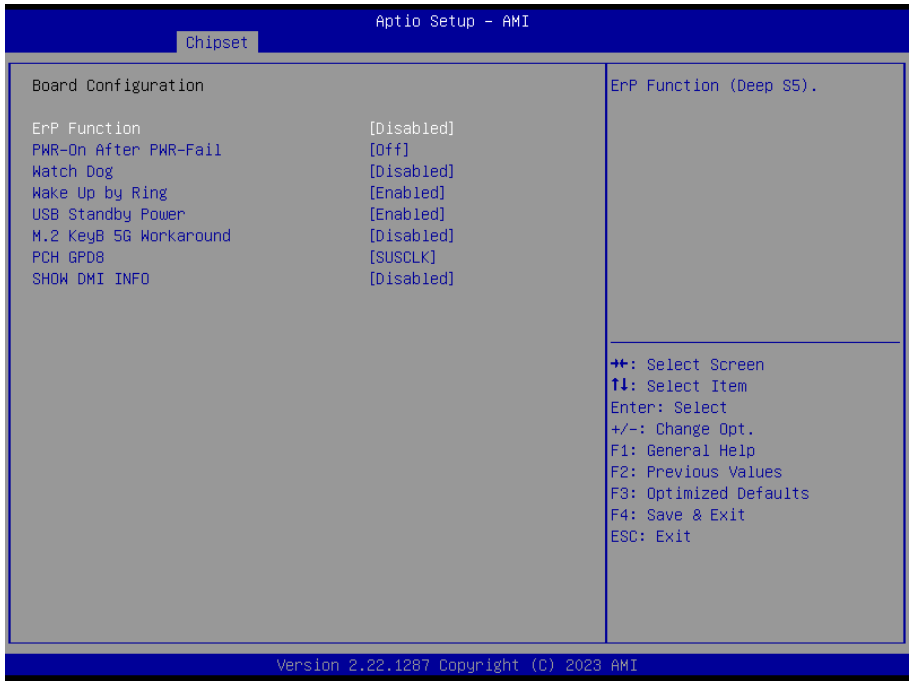 Aptio Setup – AMI
Chipset
Board Configuration
ErP Function [Disabled]
PWR-On After PWR-Fail [Off]
Watch Dog [Disabled]
Wake Up by Ring [Enabled]
USB Standby Power [Enabled]
M.2 KeyB 5G Workaround [Disabled]
PCH GPD8 [SUSCLK]
SHOW DMI INFO [Disabled]
ErP Function (Deep S5).
→←: Select Screen
↑↓: Select Item
Enter: Select
+/-: Change Opt.
F1: General Help
F2: Previous Values
F3: Optimized Defaults
F4: Save & Exit
ESC: Exit
Version 2.22.1287 Copyright (C) 2023 AMI